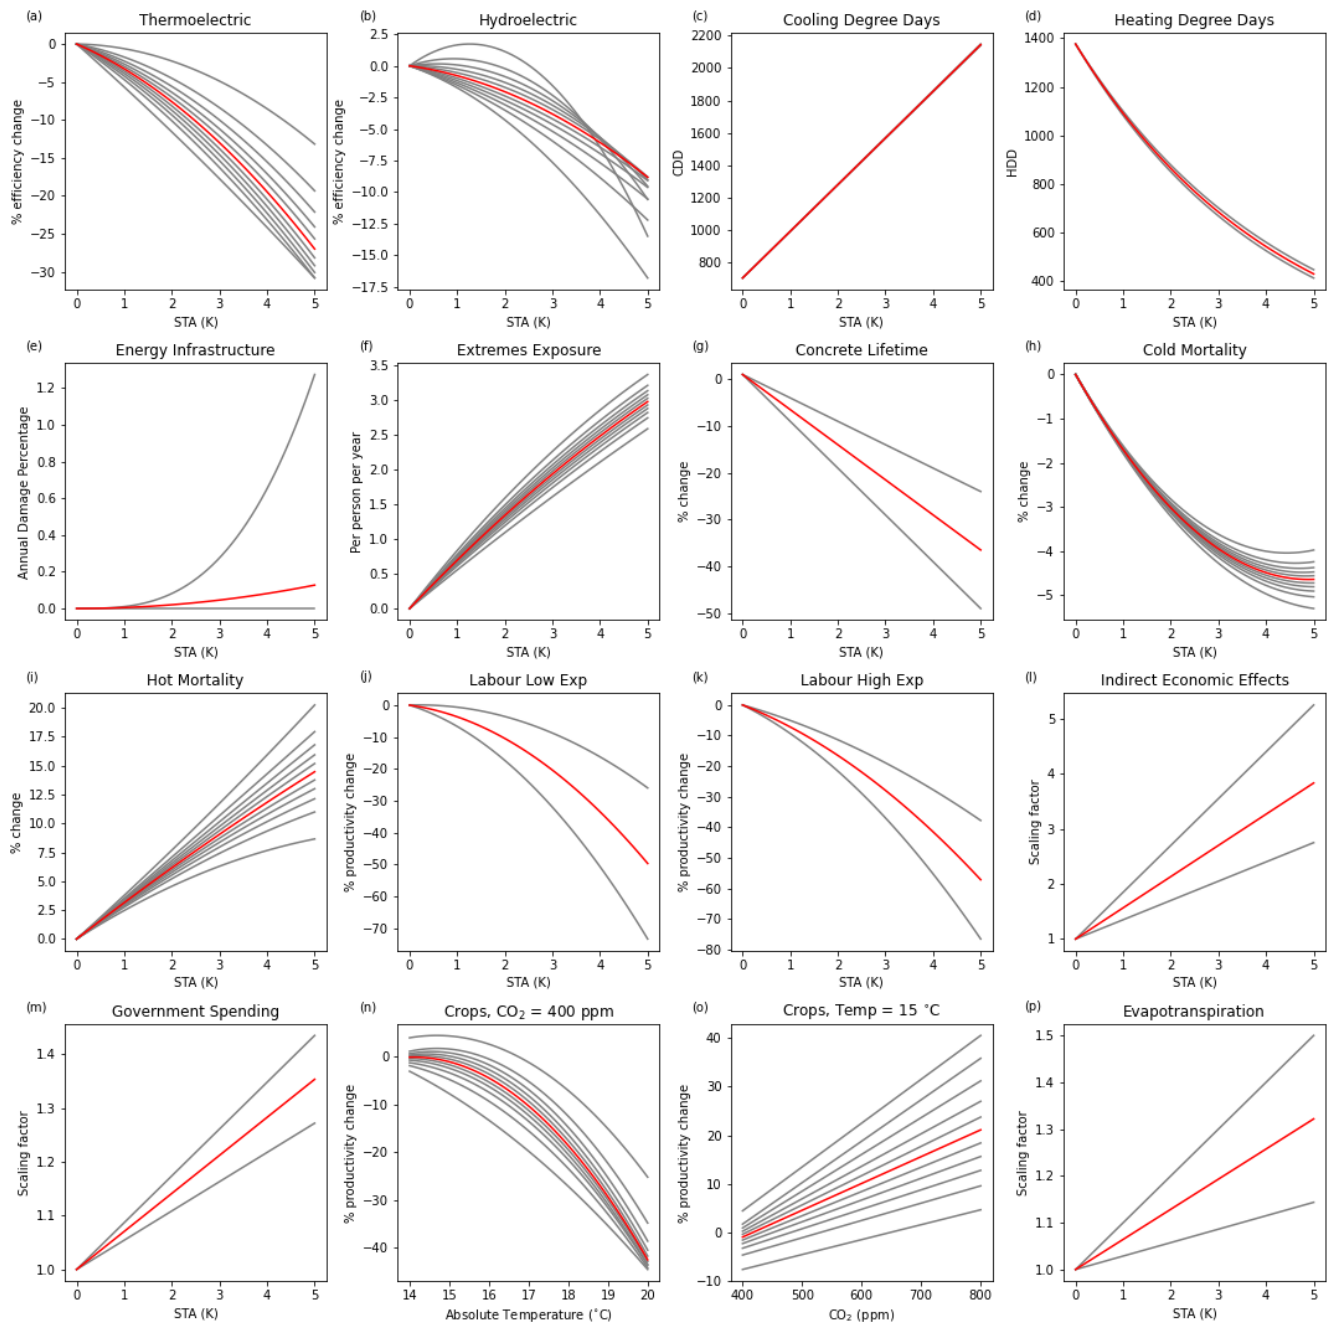 (a) Thermoelectric
% efficiency change
0
−5
−10
−15
−20
−25
−30
0 1 2 3 4 5
STA (K)
(b) Hydroelectric
% efficiency change
2.5
0.0
−2.5
−5.0
−7.5
−10.0
−12.5
−15.0
−17.5
0 1 2 3 4 5
STA (K)
(c) Cooling Degree Days
CDD
2200
2000
1800
1600
1400
1200
1000
800
0 1 2 3 4 5
STA (K)
(d) Heating Degree Days
HDD
1400
1200
1000
800
600
400
0 1 2 3 4 5
STA (K)
(e) Energy Infrastructure
Annual Damage Percentage
1.2
1.0
0.8
0.6
0.4
0.2
0.0
0 1 2 3 4 5
STA (K)
(f) Extremes Exposure
Per person per year
3.5
3.0
2.5
2.0
1.5
1.0
0.5
0.0
0 1 2 3 4 5
STA (K)
(g) Concrete Lifetime
% change
0
−10
−20
−30
−40
−50
0 1 2 3 4 5
STA (K)
(h) Cold Mortality
% change
0
−1
−2
−3
−4
−5
0 1 2 3 4 5
STA (K)
(i) Hot Mortality
% change
20.0
17.5
15.0
12.5
10.0
7.5
5.0
2.5
0.0
0 1 2 3 4 5
STA (K)
(j) Labour Low Exp
% productivity change
0
−10
−20
−30
−40
−50
−60
−70
0 1 2 3 4 5
STA (K)
(k) Labour High Exp
% productivity change
0
−10
−20
−30
−40
−50
−60
−70
−80
0 1 2 3 4 5
STA (K)
(l) Indirect Economic Effects
Scaling factor
5
4
3
2
1
0 1 2 3 4 5
STA (K)
(m) Government Spending
Scaling factor
1.4
1.3
1.2
1.1
1.0
0 1 2 3 4 5
STA (K)
(n) Crops, CO₂ = 400 ppm
% productivity change
0
−10
−20
−30
−40
14 15 16 17 18 19 20
Absolute Temperature (˚C)
(o) Crops, Temp = 15 ˚C
% productivity change
40
30
20
10
0
−10
400 500 600 700 800
CO₂ (ppm)
(p) Evapotranspiration
Scaling factor
1.5
1.4
1.3
1.2
1.1
1.0
0 1 2 3 4 5
STA (K)